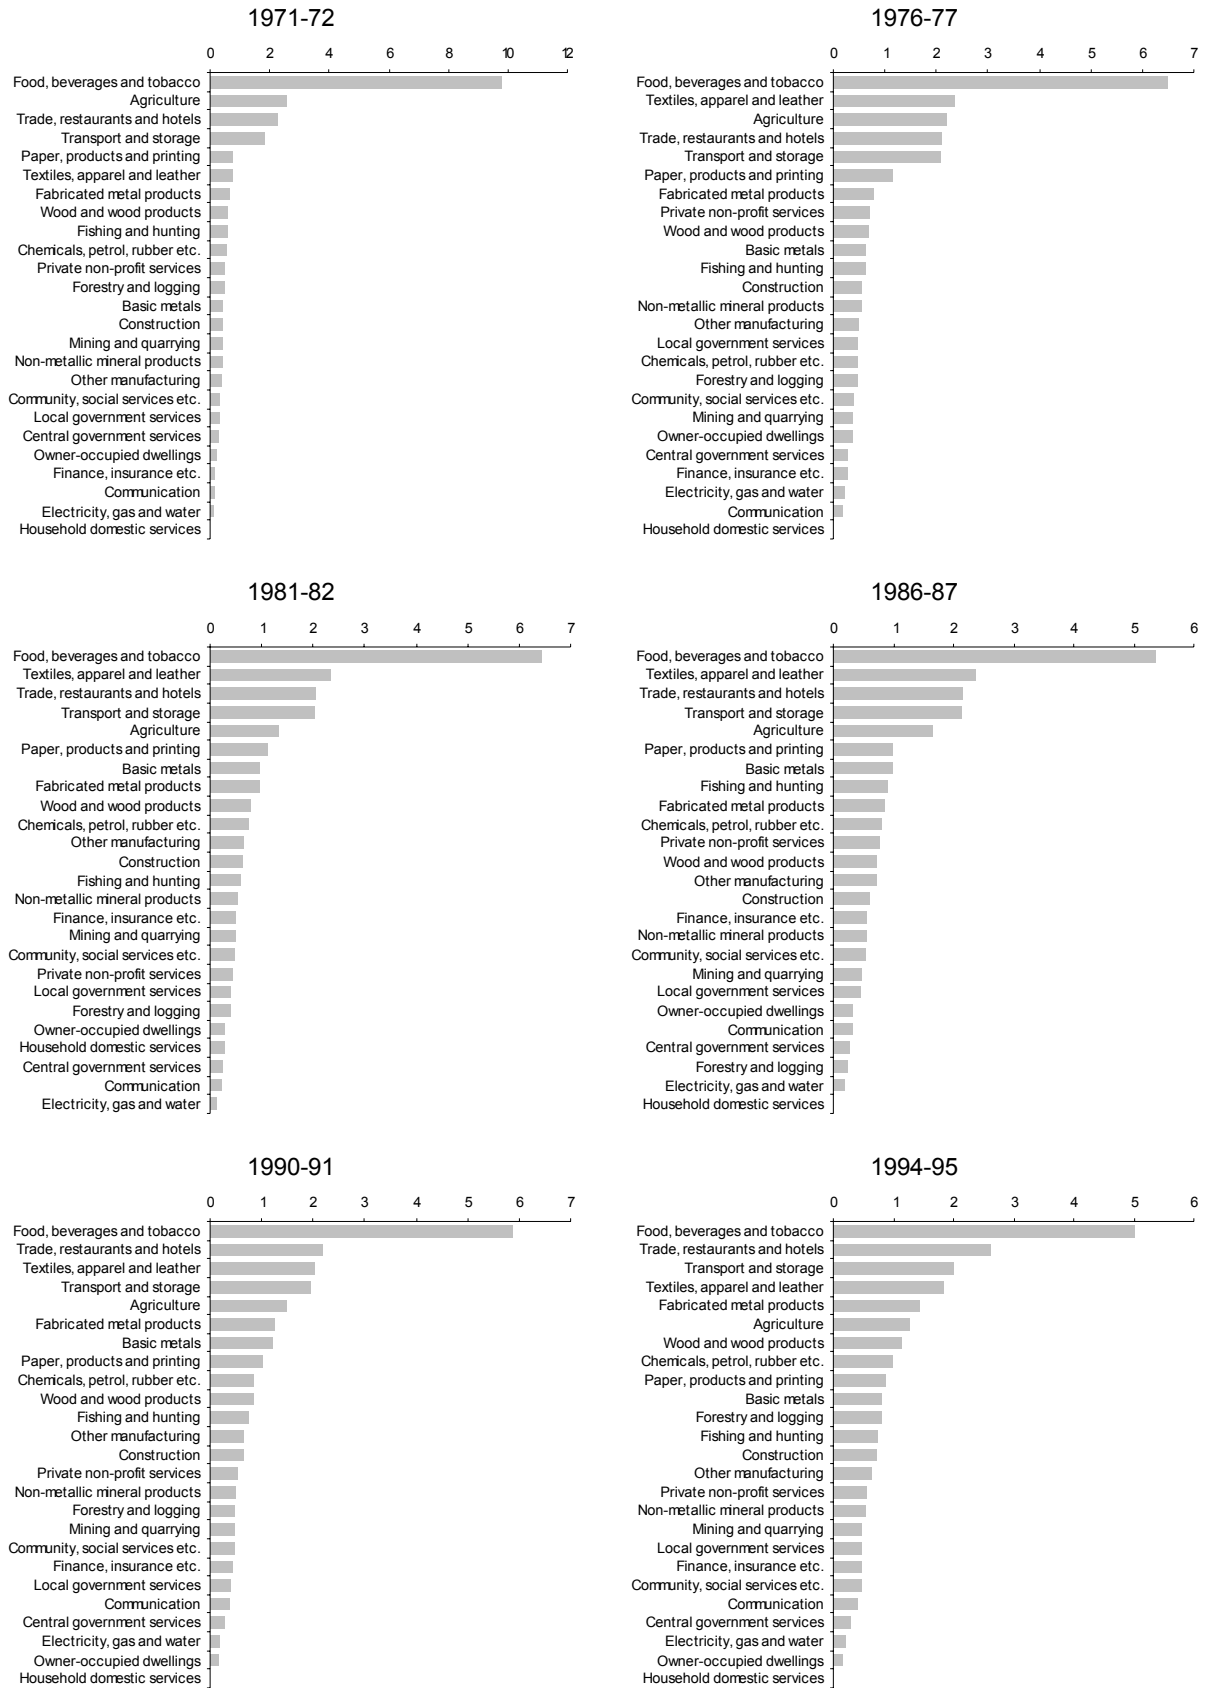 1971-72
0 2 4 6 8 10 12
Food, beverages and tobacco
Agriculture
Trade, restaurants and hotels
Transport and storage
Paper, products and printing
Textiles, apparel and leather
Fabricated metal products
Wood and wood products
Fishing and hunting
Chemicals, petrol, rubber etc.
Private non-profit services
Forestry and logging
Basic metals
Construction
Mining and quarrying
Non-metallic mineral products
Other manufacturing
Community, social services etc.
Local government services
Central government services
Owner-occupied dwellings
Finance, insurance etc.
Communication
Electricity, gas and water
Household domestic services
1976-77
0 1 2 3 4 5 6 7
Food, beverages and tobacco
Textiles, apparel and leather
Agriculture
Trade, restaurants and hotels
Transport and storage
Paper, products and printing
Fabricated metal products
Private non-profit services
Wood and wood products
Basic metals
Fishing and hunting
Construction
Non-metallic mineral products
Other manufacturing
Local government services
Chemicals, petrol, rubber etc.
Forestry and logging
Community, social services etc.
Mining and quarrying
Owner-occupied dwellings
Central government services
Finance, insurance etc.
Electricity, gas and water
Communication
Household domestic services
1981-82
0 1 2 3 4 5 6 7
Food, beverages and tobacco
Textiles, apparel and leather
Trade, restaurants and hotels
Transport and storage
Agriculture
Paper, products and printing
Basic metals
Fabricated metal products
Wood and wood products
Chemicals, petrol, rubber etc.
Other manufacturing
Construction
Fishing and hunting
Non-metallic mineral products
Finance, insurance etc.
Mining and quarrying
Community, social services etc.
Private non-profit services
Local government services
Forestry and logging
Owner-occupied dwellings
Household domestic services
Central government services
Communication
Electricity, gas and water
1986-87
0 1 2 3 4 5 6
Food, beverages and tobacco
Textiles, apparel and leather
Trade, restaurants and hotels
Transport and storage
Agriculture
Paper, products and printing
Basic metals
Fishing and hunting
Fabricated metal products
Chemicals, petrol, rubber etc.
Private non-profit services
Wood and wood products
Other manufacturing
Construction
Finance, insurance etc.
Non-metallic mineral products
Community, social services etc.
Mining and quarrying
Local government services
Owner-occupied dwellings
Communication
Central government services
Forestry and logging
Electricity, gas and water
Household domestic services
1990-91
0 1 2 3 4 5 6 7
Food, beverages and tobacco
Trade, restaurants and hotels
Textiles, apparel and leather
Transport and storage
Agriculture
Fabricated metal products
Basic metals
Paper, products and printing
Chemicals, petrol, rubber etc.
Wood and wood products
Fishing and hunting
Other manufacturing
Construction
Private non-profit services
Non-metallic mineral products
Forestry and logging
Mining and quarrying
Community, social services etc.
Finance, insurance etc.
Local government services
Communication
Central government services
Electricity, gas and water
Owner-occupied dwellings
Household domestic services
1994-95
0 1 2 3 4 5 6
Food, beverages and tobacco
Trade, restaurants and hotels
Transport and storage
Textiles, apparel and leather
Fabricated metal products
Agriculture
Wood and wood products
Chemicals, petrol, rubber etc.
Paper, products and printing
Basic metals
Forestry and logging
Fishing and hunting
Construction
Other manufacturing
Private non-profit services
Non-metallic mineral products
Mining and quarrying
Local government services
Finance, insurance etc.
Community, social services etc.
Communication
Central government services
Electricity, gas and water
Owner-occupied dwellings
Household domestic services